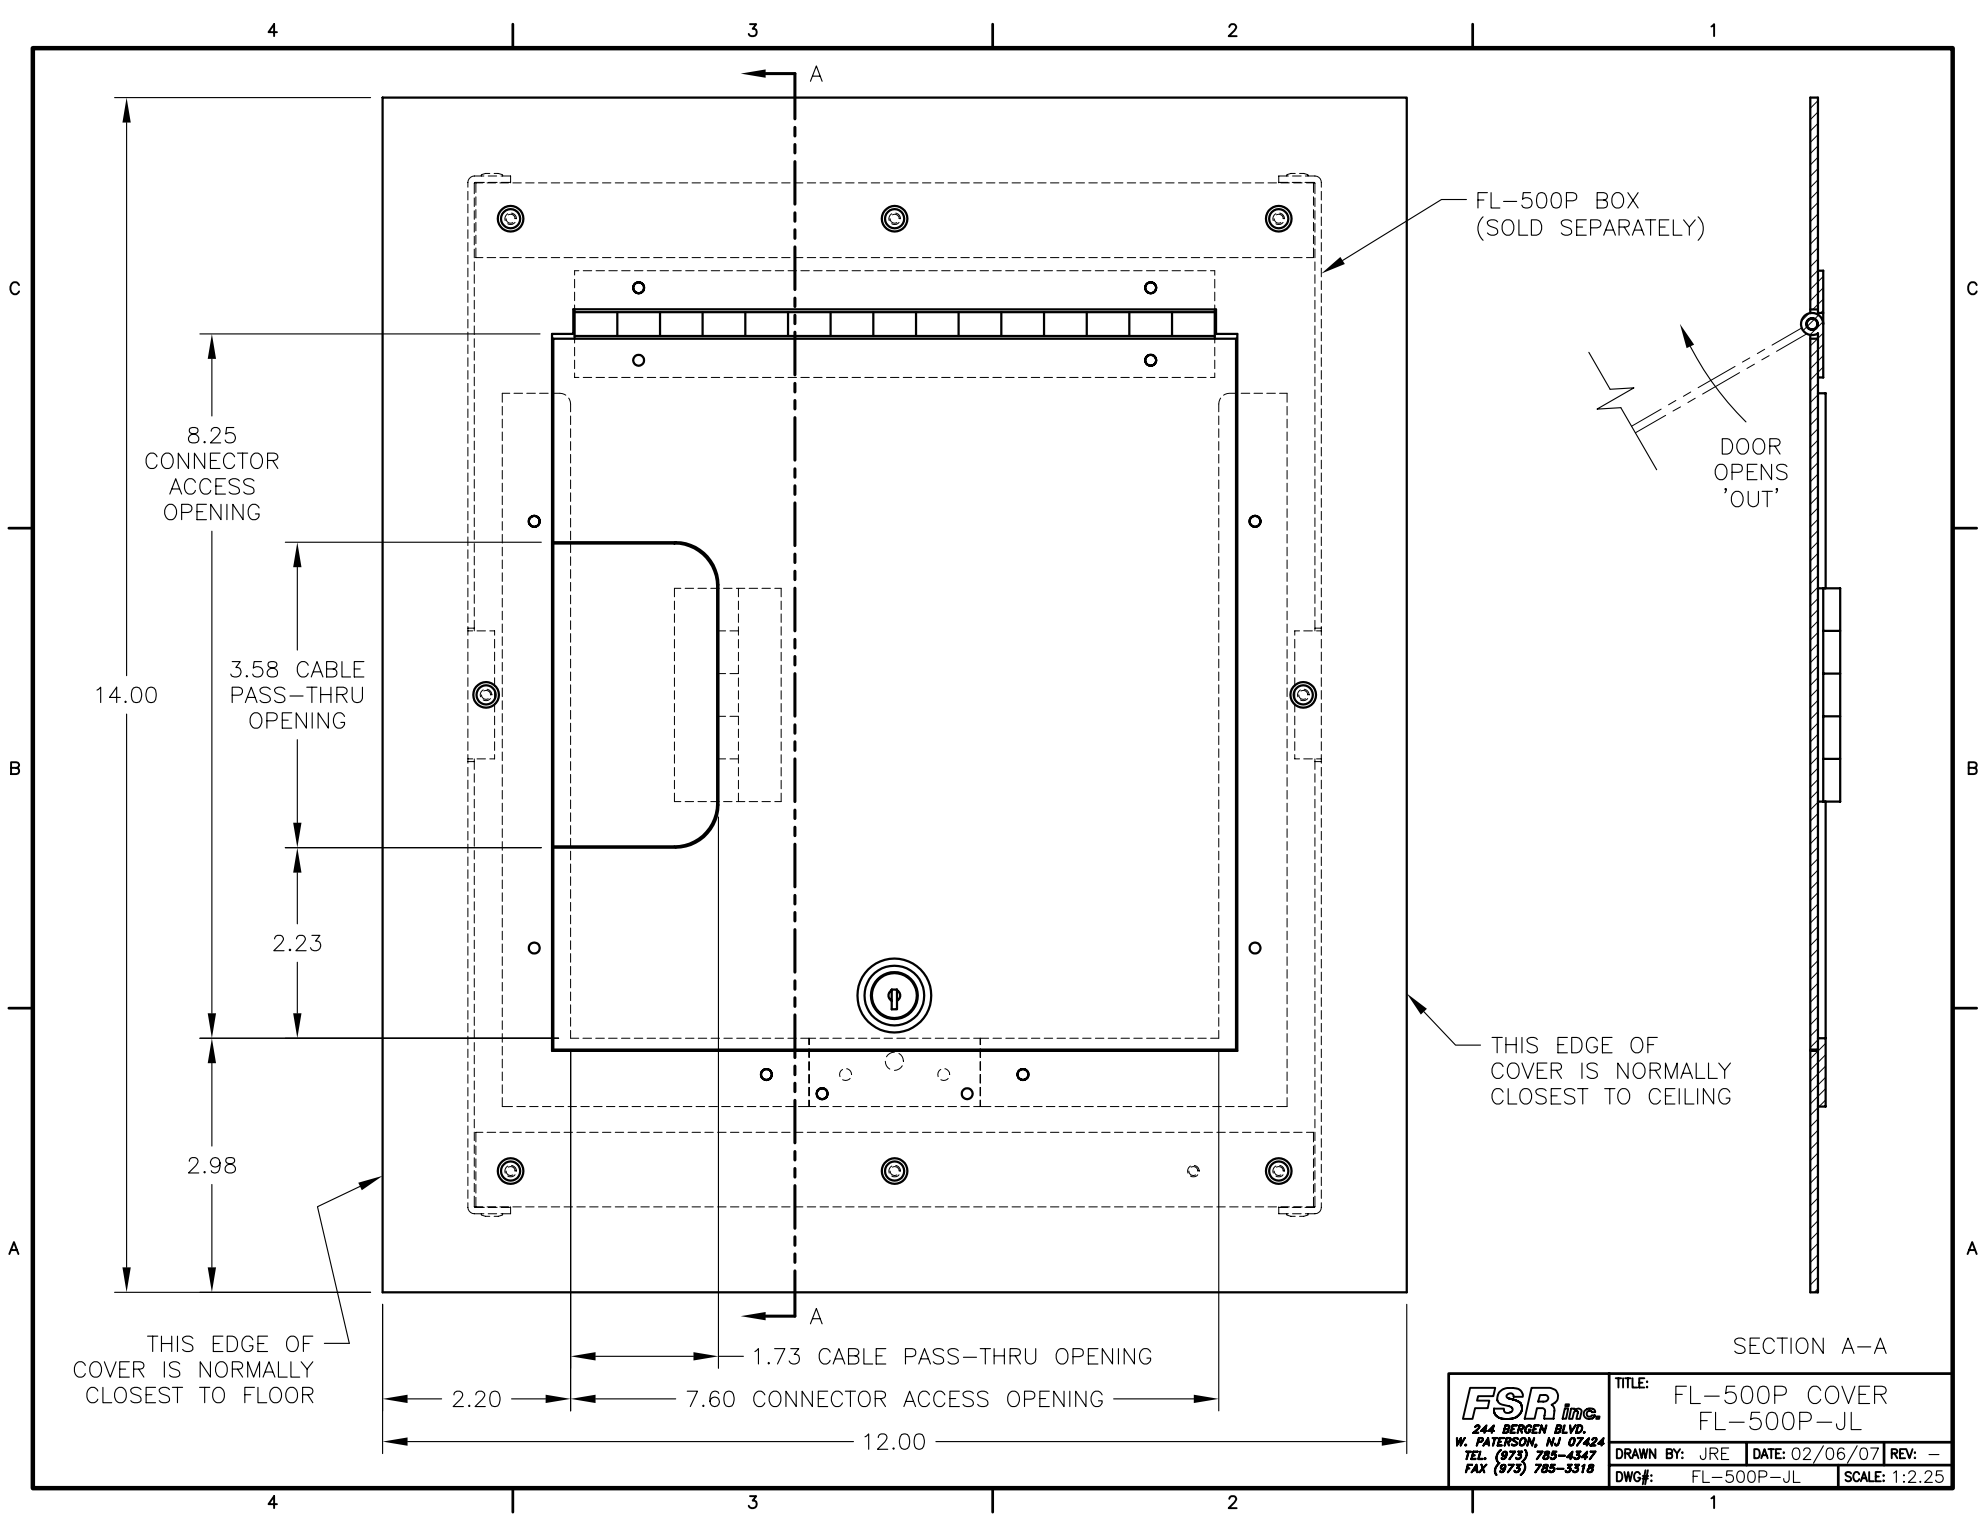 4 3 2 1
A
FL-500P BOX
(SOLD SEPARATELY)
C
C
8.25
CONNECTOR
ACCESS
OPENING
DOOR
OPENS
'OUT'
3.58 CABLE
PASS-THRU
OPENING
14.00
B
B
2.23
THIS EDGE OF
COVER IS NORMALLY
CLOSEST TO CEILING
2.98
A
A
A
THIS EDGE OF
COVER IS NORMALLY
CLOSEST TO FLOOR
1.73 CABLE PASS-THRU OPENING
2.20
7.60 CONNECTOR ACCESS OPENING
12.00
SECTION A-A
FSR inc.
244 BERGEN BLVD.
W. PATERSON, NJ 07424
TEL. (973) 785-4347
FAX (973) 785-3318
TITLE:
FL-500P COVER
FL-500P-JL
DRAWN BY: JRE DATE: 02/06/07 REV: -
DWG#: FL-500P-JL SCALE: 1:2.25
4 3 2 1